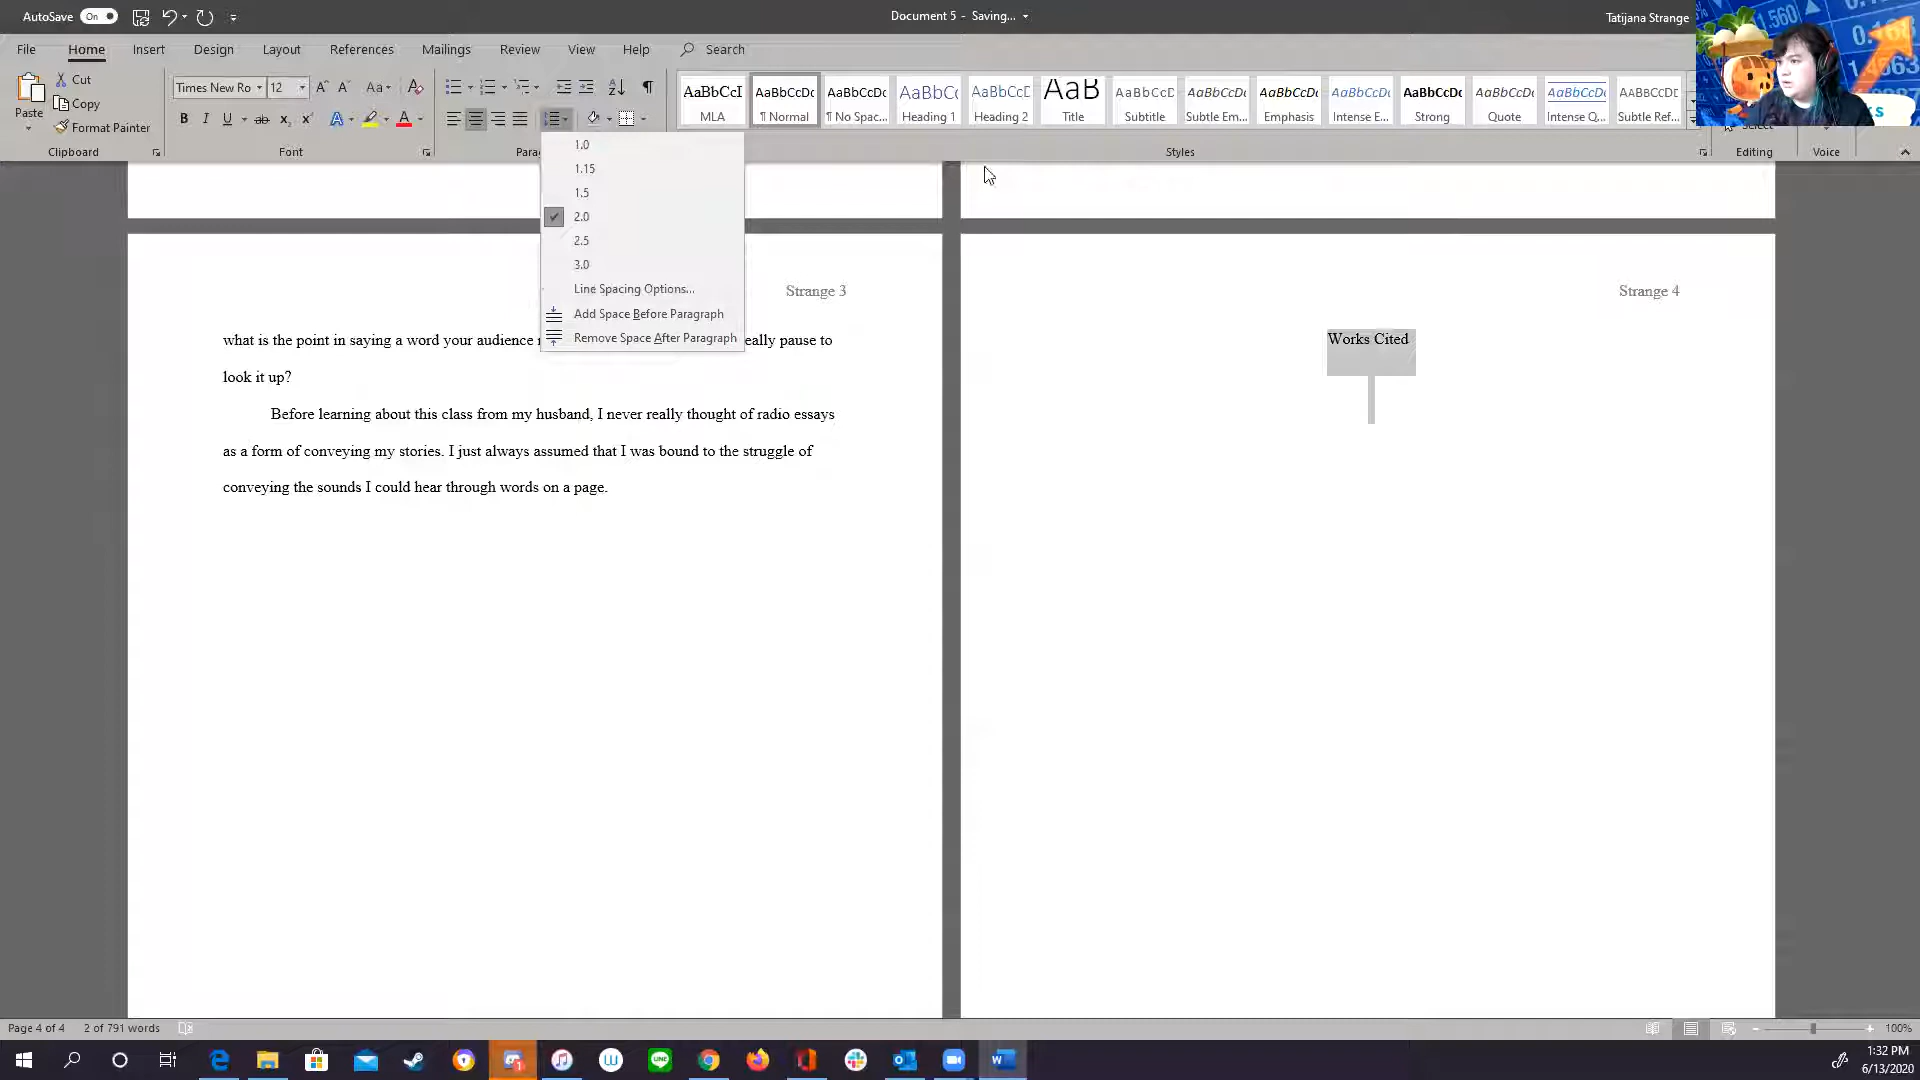 AutoSave On Document 5 - Saving... Tatijana Strange
File Home Insert Design Layout References Mailings Review View Help Search
Paste Cut
Copy
Format Painter
Clipboard
Times New Ro 12
Font
AaBbCcI MLA
AaBbCcDc ¶ Normal
AaBbCcDc ¶ No Spac...
AaBbCc Heading 1
AaBbCcD Heading 2
AaB Title
AaBbCcD Subtitle
AaBbCcDc Subtle Em...
AaBbCcDc Emphasis
AaBbCcDc Intense E...
AaBbCcDc Strong
AaBbCcDc Quote
AaBbCcDc Intense Q...
AABBCCDE Subtle Ref...
Styles
Editing
Voice
1.0
1.15
1.5
2.0
2.5
3.0
Line Spacing Options...
Add Space Before Paragraph
Remove Space After Paragraph
Strange 3
what is the point in saying a word your audience
eally pause to
look it up?
Before learning about this class from my husband, I never really thought of radio essays
as a form of conveying my stories. I just always assumed that I was bound to the struggle of
conveying the sounds I could hear through words on a page.
Strange 4
Works Cited
Page 4 of 4 2 of 791 words 100%
1:32 PM
6/13/2020